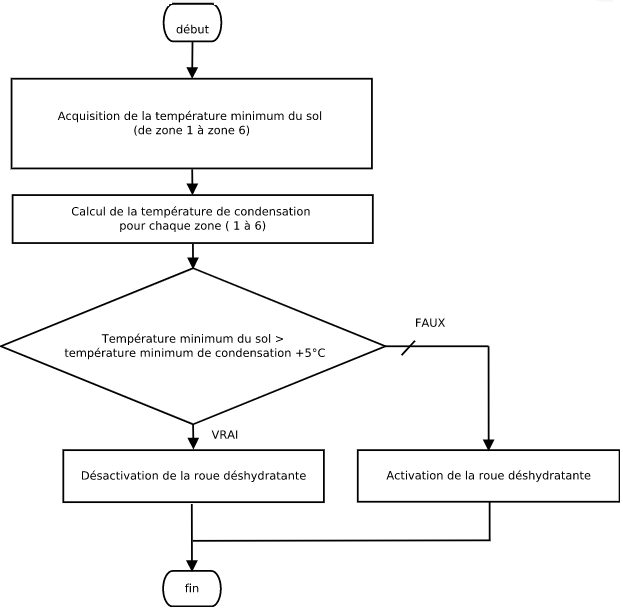 début
Acquisition de la température minimum du sol
(de zone 1 à zone 6)
Calcul de la température de condensation
pour chaque zone ( 1 à 6)
Température minimum du sol >
température minimum de condensation +5°C
FAUX
VRAI
Désactivation de la roue déshydratante
Activation de la roue déshydratante
fin